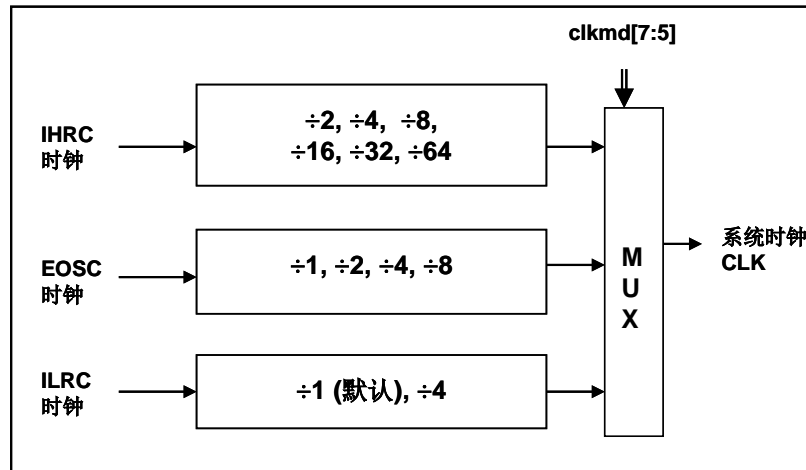 clkmd[7:5]
IHRC
时钟
÷2, ÷4, ÷8,
÷16, ÷32, ÷64
EOSC
时钟
÷1, ÷2, ÷4, ÷8
ILRC
时钟
÷1 (默认), ÷4
M
U
X
系统时钟
CLK